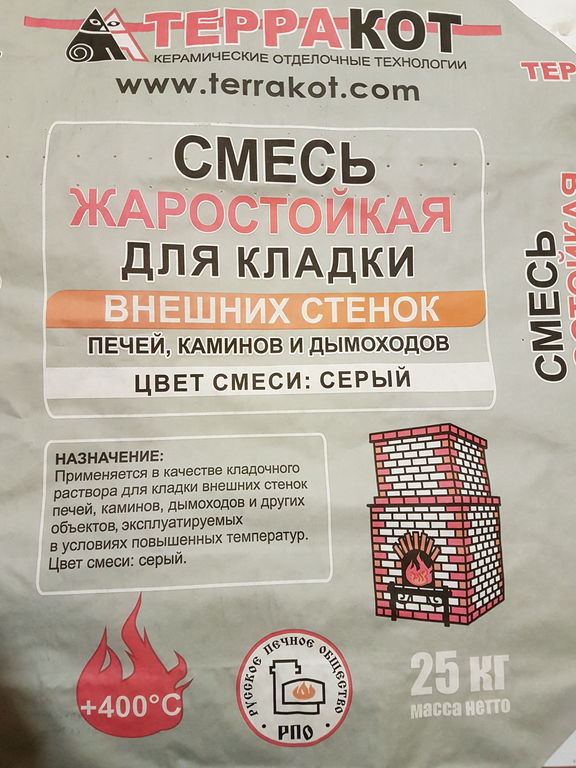 ТЕРРАКОТ
КЕРАМИЧЕСКИЕ ОТДЕЛОЧНЫЕ ТЕХНОЛОГИИ
www.terrakot.com
СМЕСЬ
ЖАРОСТОЙКАЯ
ДЛЯ КЛАДКИ
ВНЕШНИХ СТЕНОК
ПЕЧЕЙ, КАМИНОВ И ДЫМОХОДОВ
ЦВЕТ СМЕСИ: СЕРЫЙ
НАЗНАЧЕНИЕ:
Применяется в качестве кладочного
раствора для кладки внешних стенок
печей, каминов, дымоходов и других
объектов, эксплуатируемых
в условиях повышенных температур.
Цвет смеси: серый.
+400°C
РУССКОЕ ПЕЧНОЕ ОБЩЕСТВО
РПО
25 кг
масса нетто
ТЕР
СМЕСЬ